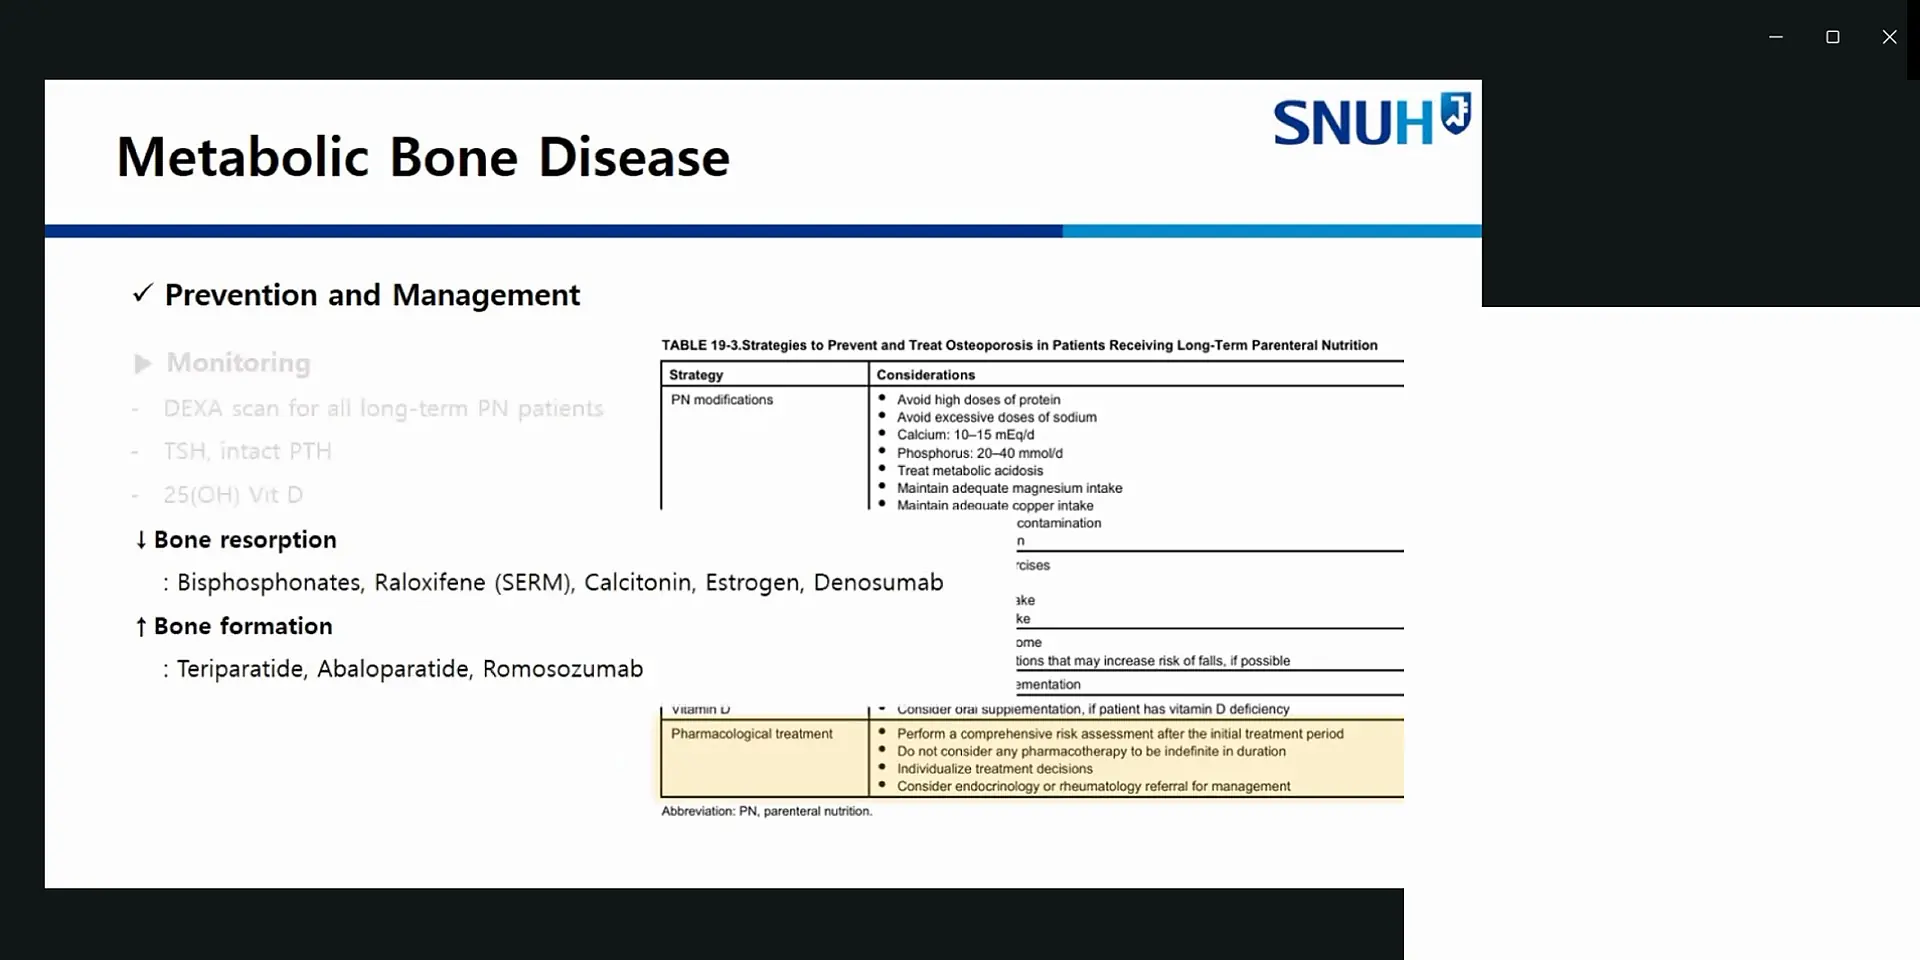 SNUH
Metabolic Bone Disease
✓ Prevention and Management
▶ Monitoring
- DEXA scan for all long-term PN patients
- TSH, intact PTH
- 25(OH) Vit D
↓ Bone resorption
: Bisphosphonates, Raloxifene (SERM), Calcitonin, Estrogen, Denosumab
↑ Bone formation
: Teriparatide, Abaloparatide, Romosozumab
TABLE 19-3.Strategies to Prevent and Treat Osteoporosis in Patients Receiving Long-Term Parenteral Nutrition
Strategy Considerations
PN modifications • Avoid high doses of protein
• Avoid excessive doses of sodium
• Calcium: 10–15 mEq/d
• Phosphorus: 20–40 mmol/d
• Treat metabolic acidosis
• Maintain adequate magnesium intake
• Maintain adequate copper intake
contamination
tions that may increase risk of falls, if possible
Vitamin D • Consider oral supplementation, if patient has vitamin D deficiency
Pharmacological treatment • Perform a comprehensive risk assessment after the initial treatment period
• Do not consider any pharmacotherapy to be indefinite in duration
• Individualize treatment decisions
• Consider endocrinology or rheumatology referral for management
Abbreviation: PN, parenteral nutrition.